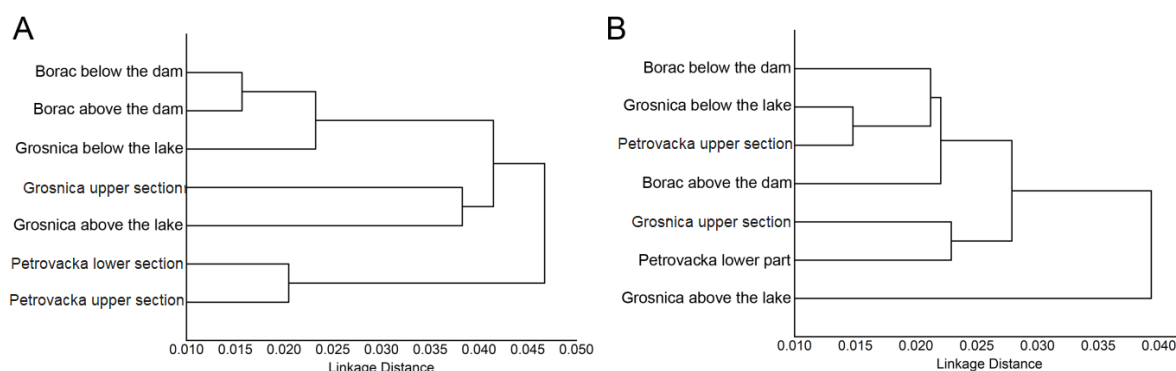 A
Borac below the dam
Borac above the dam
Grosnica below the lake
Grosnica upper section
Grosnica above the lake
Petrovacka lower section
Petrovacka upper section
0.010 0.015 0.020 0.025 0.030 0.035 0.040 0.045 0.050
Linkage Distance
B
Borac below the dam
Grosnica below the lake
Petrovacka upper section
Borac above the dam
Grosnica upper section
Petrovacka lower part
Grosnica above the lake
0.010 0.015 0.020 0.025 0.030 0.035 0.040
Linkage Distance